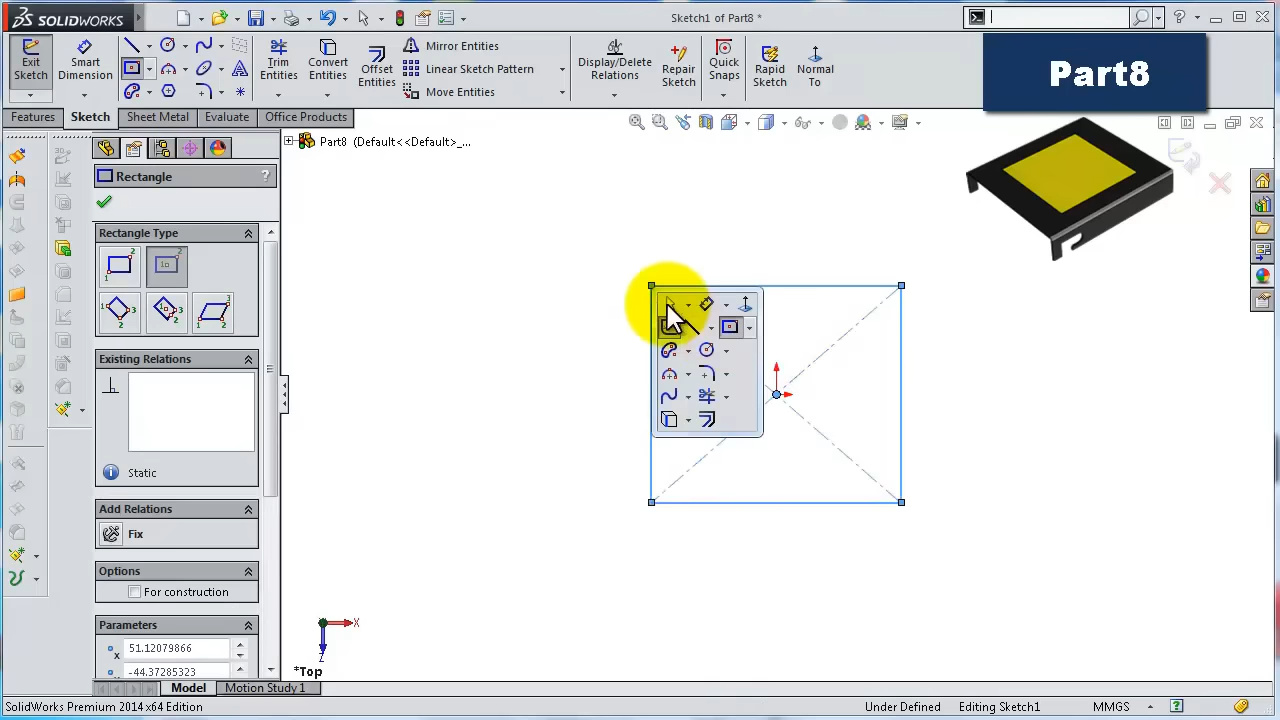 SOLIDWORKS
Sketch1 of Part8 *
Exit Sketch
Smart Dimension
Trim Entities
Convert Entities
Offset Entities
Mirror Entities
Linear Sketch Pattern
Move Entities
Display/Delete Relations
Repair Sketch
Quick Snaps
Rapid Sketch
Normal To
Part8
Features
Sketch
Sheet Metal
Evaluate
Office Products
Part8 (Default<<Default>_...
Rectangle
?
Rectangle Type
Existing Relations
Static
Add Relations
Fix
Options
For construction
Parameters
x 51.12079866
-44.37285323
X
Z
*Top
Model
Motion Study 1
SolidWorks Premium 2014 x64 Edition
Under Defined
Editing Sketch1
MMGS